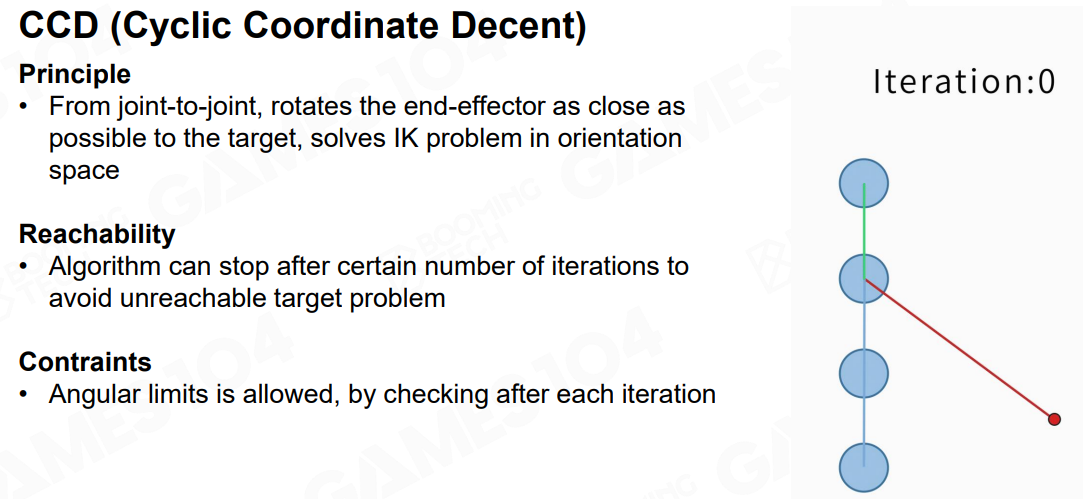 CCD (Cyclic Coordinate Decent)
Principle
• From joint-to-joint, rotates the end-effector as close as
possible to the target, solves IK problem in orientation
space
Reachability
• Algorithm can stop after certain number of iterations to
avoid unreachable target problem
Contraints
• Angular limits is allowed, by checking after each iteration
Iteration:0
GAMES104
BOOMING
TECH
GAMES104